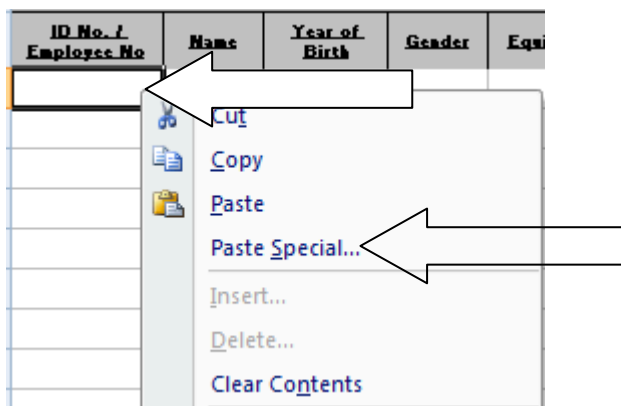 ID No. /
Employee No
Name
Year of
Birth
Gender
Cut
Copy
Paste
Paste Special...
Insert...
Delete...
Clear Contents